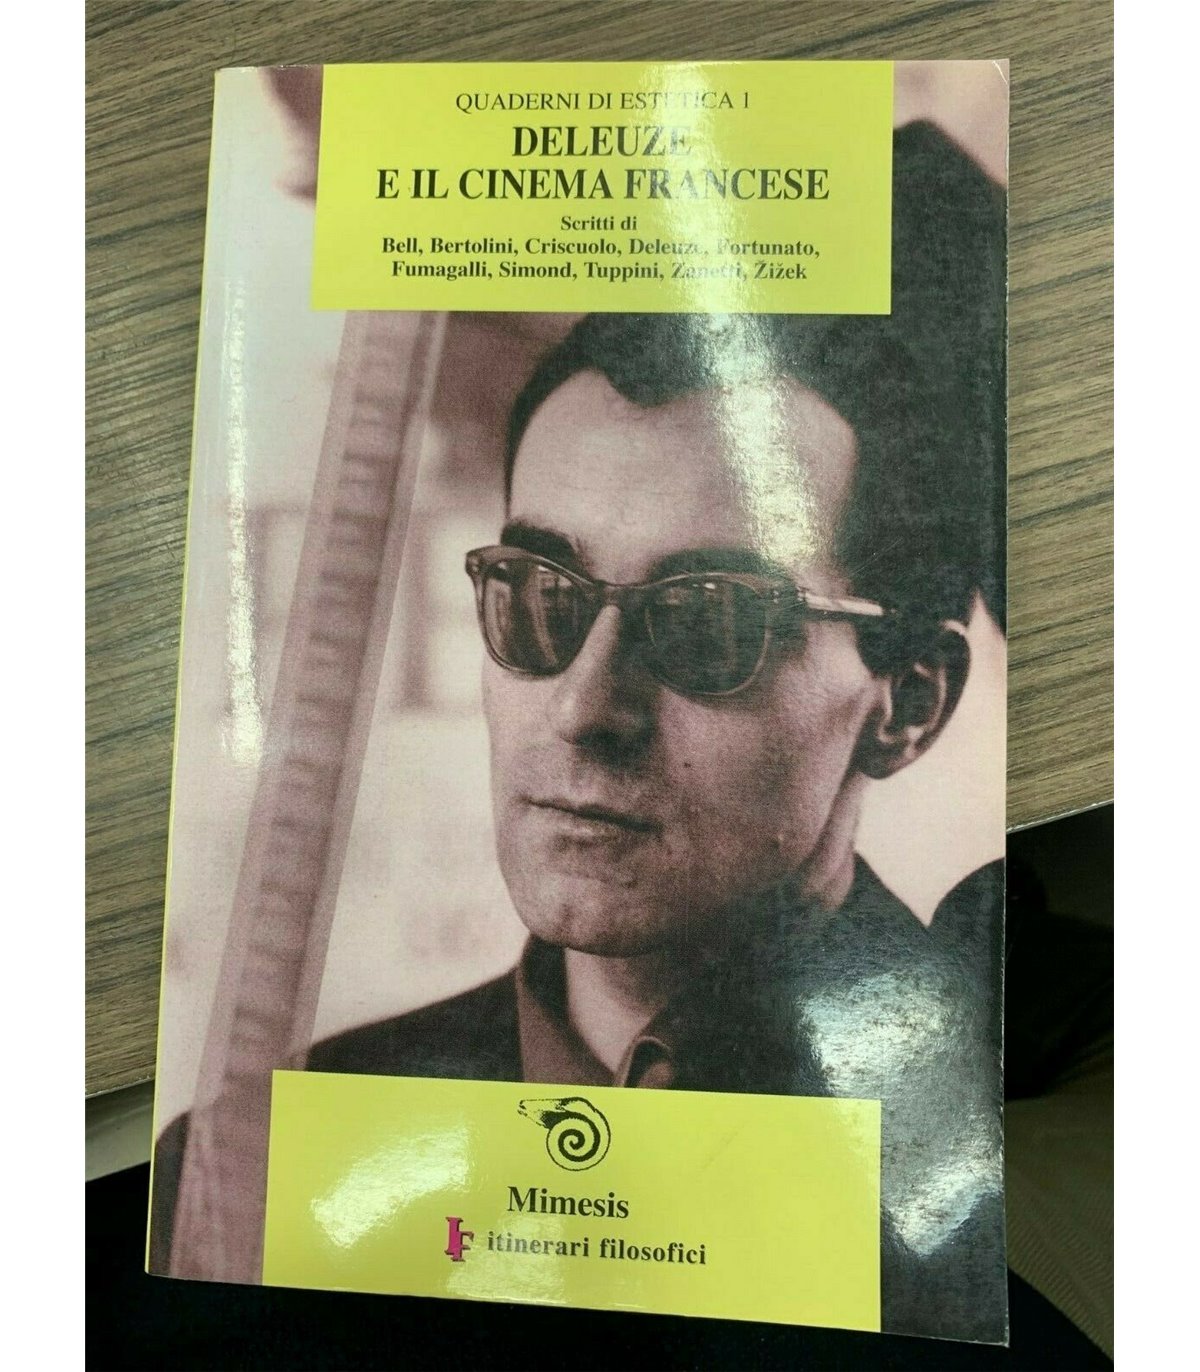 QUADERNI DI ESTETICA 1
DELEUZE
E IL CINEMA FRANCESE
Scritti di
Bell, Bertolini, Criscuolo, Deleuze, Fortunato,
Fumagalli, Simond, Tuppini, Zanetti, Žižek
Mimesis
IF itinerari filosofici